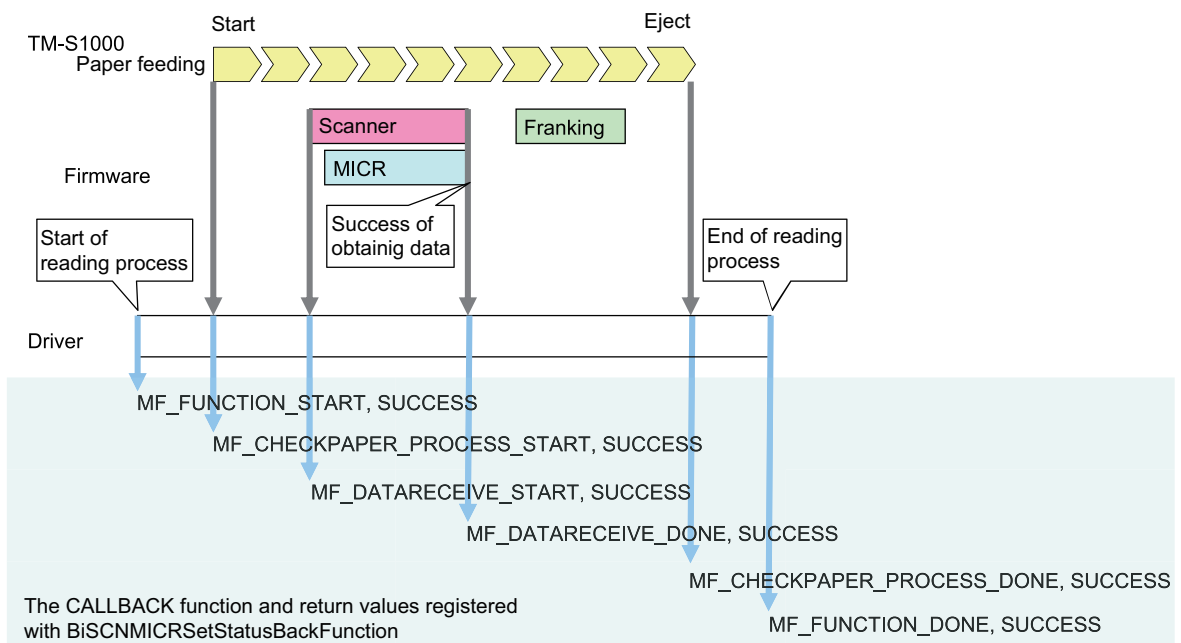 Start
Eject
TM-S1000
Paper feeding
Scanner
Franking
MICR
Firmware
Success of
obtainig data
Start of
reading process
End of reading
process
Driver
MF_FUNCTION_START, SUCCESS
MF_CHECKPAPER_PROCESS_START, SUCCESS
MF_DATARECEIVE_START, SUCCESS
MF_DATARECEIVE_DONE, SUCCESS
MF_CHECKPAPER_PROCESS_DONE, SUCCESS
The CALLBACK function and return values registered
with BiSCNMICRSetStatusBackFunction
MF_FUNCTION_DONE, SUCCESS